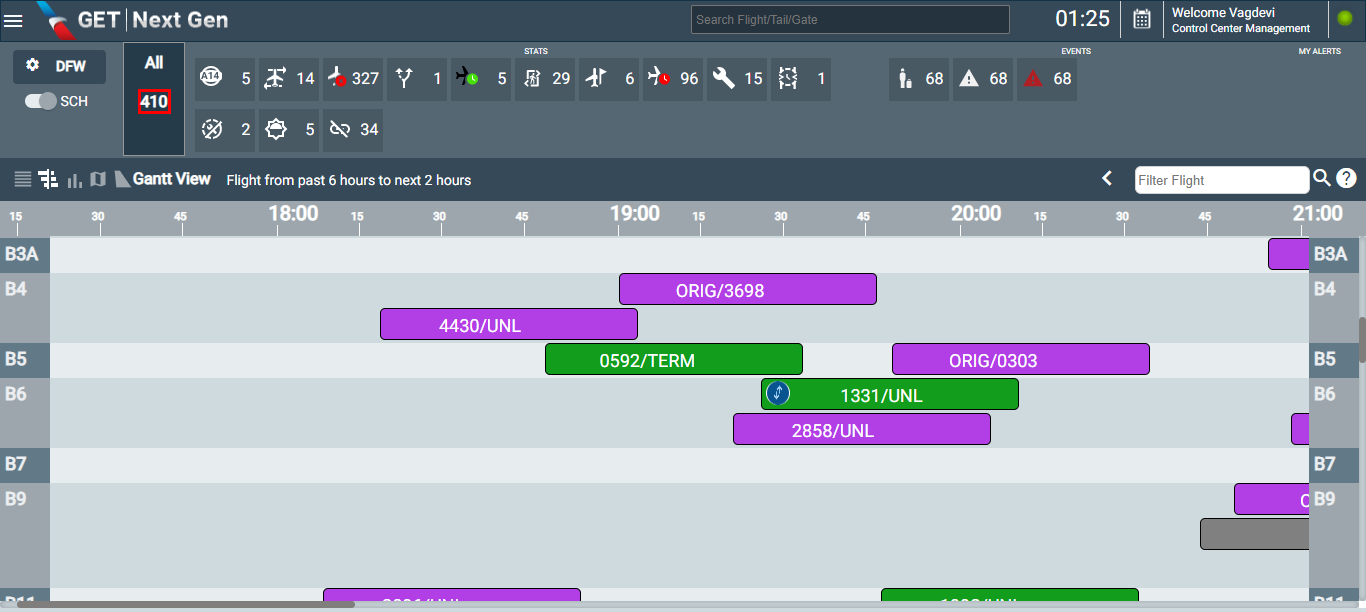 GET | Next Gen
Search Flight/Tail/Gate
01:25
Welcome Vagdevi
Control Center Management
DFW
SCH
All
410
STATS
EVENTS
MY ALERTS
A14 5 14 327 1 5 29 6 96 15 1 68 68 68
2 5 34
Gantt View Flight from past 6 hours to next 2 hours
Filter Flight
?
15 30 45 18:00 15 30 45 19:00 15 30 45 20:00 15 30 45 21:00
B3A B3A
B4 ORIG/3698 B4
4430/UNL
B5 0592/TERM ORIG/0303 B5
B6 1331/UNL B6
2858/UNL
B7 B7
B9 B9
B11 B11